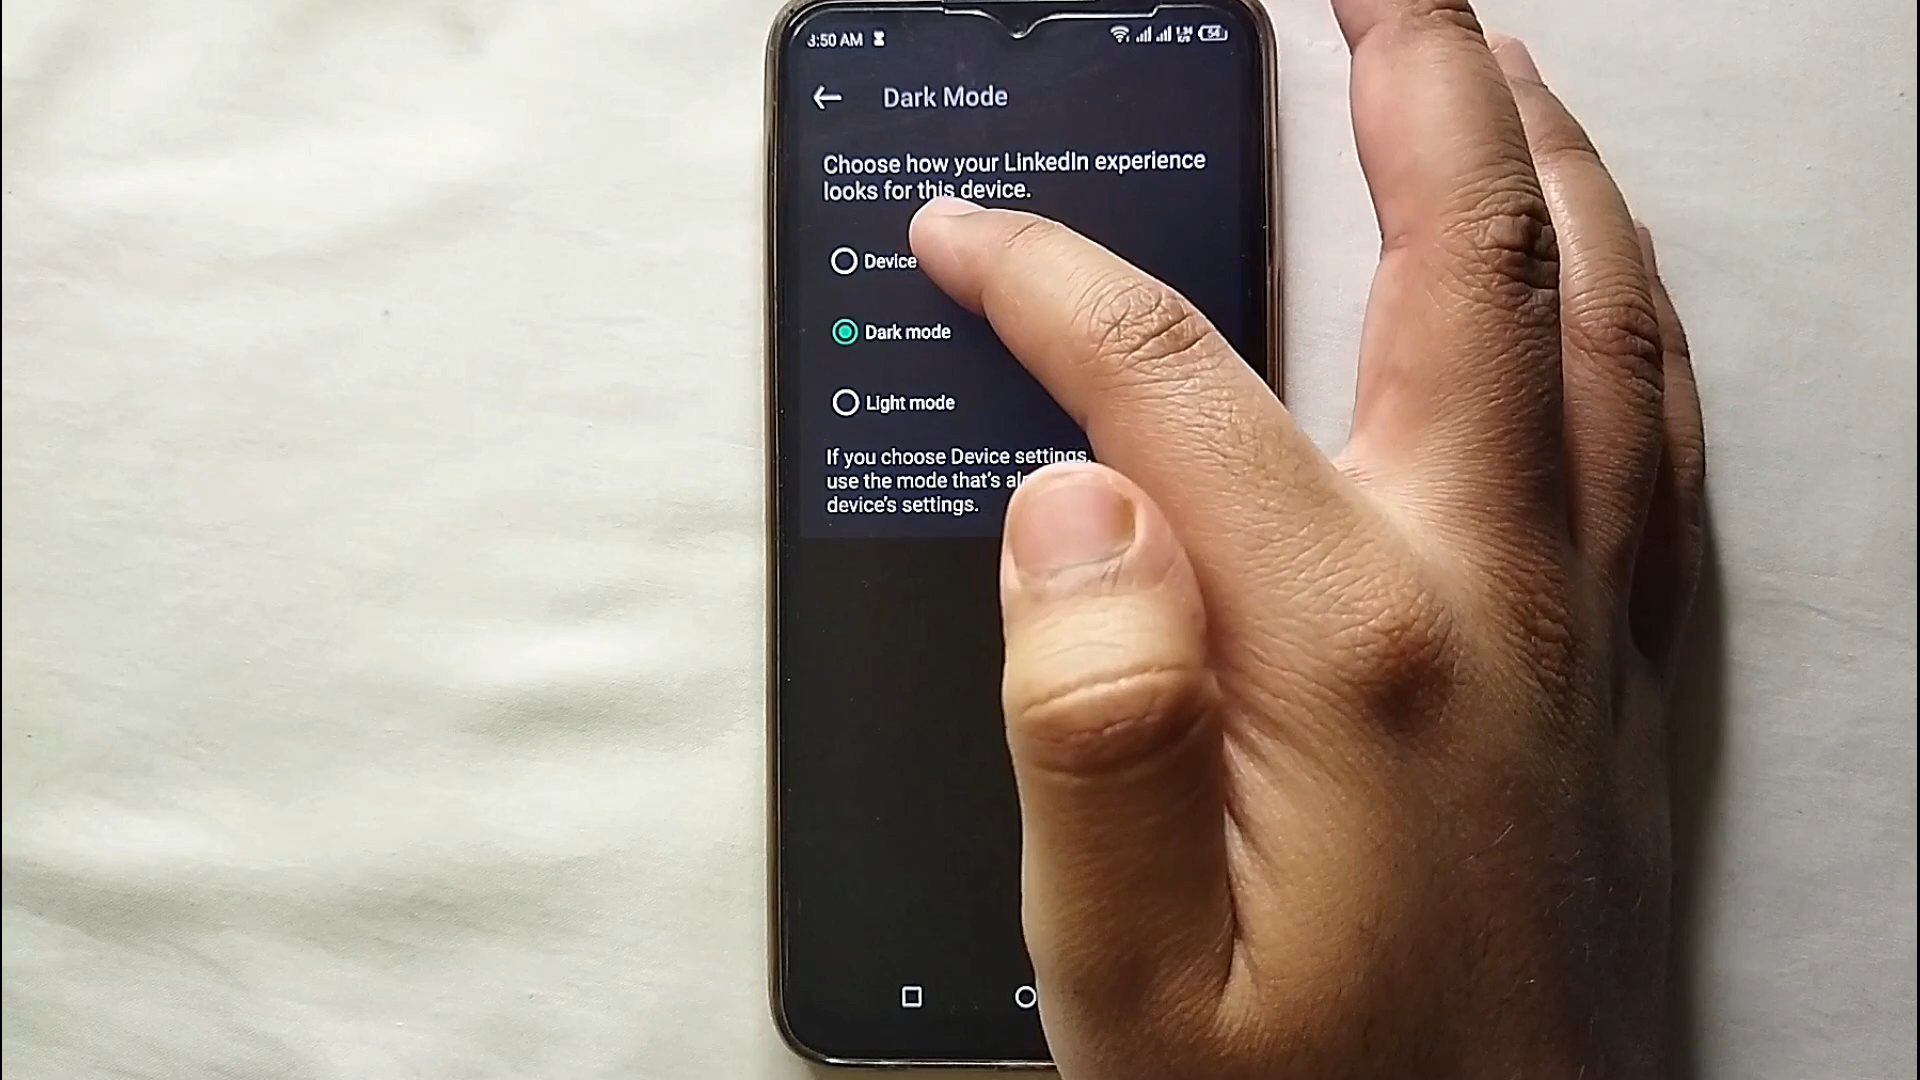 3:50 AM
54
Dark Mode
Choose how your LinkedIn experience
looks for this device.
Device
Dark mode
Light mode
If you choose Device settings,
use the mode that's
device's settings.